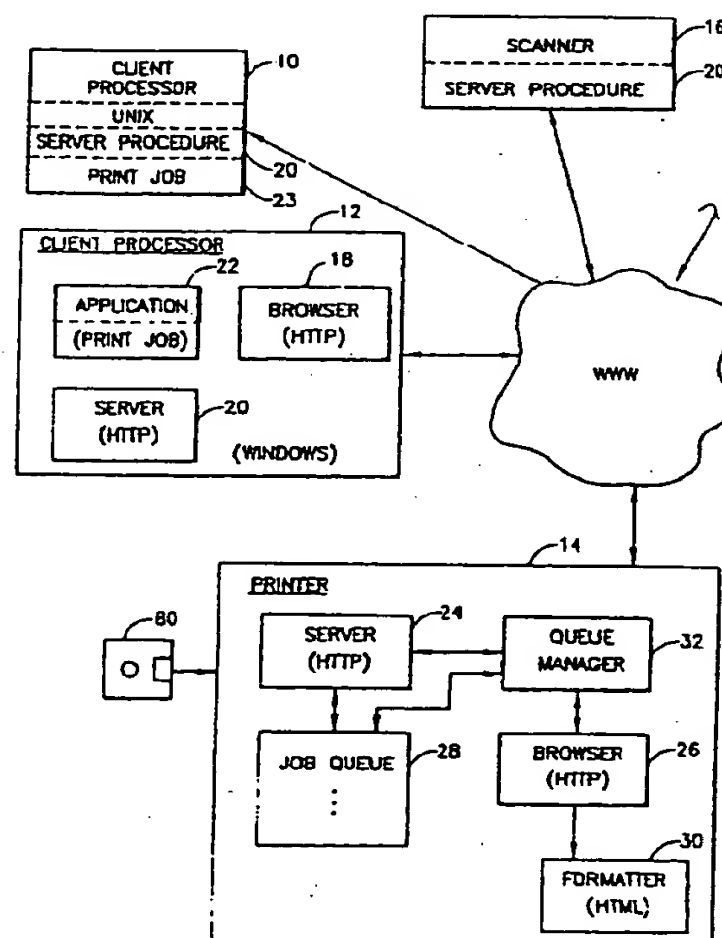 CLIENT
PROCESSOR
UNIX
SERVER PROCEDURE
PRINT JOB
10
20
23
SCANNER
SERVER PROCEDURE
16
20
12
CLIENT PROCESSOR
22
APPLICATION
(PRINT JOB)
18
BROWSER
(HTTP)
20
SERVER
(HTTP)
(WINDOWS)
WWW
14
PRINTER
80
24
SERVER
(HTTP)
QUEUE
MANAGER
32
JOB QUEUE
28
BROWSER
(HTTP)
26
30
FORMATTER
(HTML)